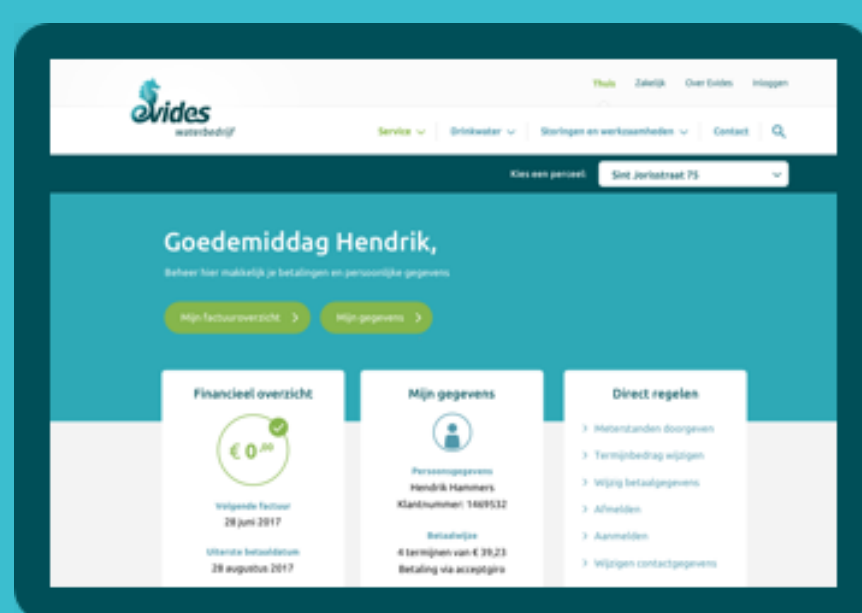 evides
waterbedrijf
Thuis Zakelijk Over Evides Inloggen
Service Drinkwater Storingen en werkzaamheden Contact
Kies een perceel: Sint Jorisstraat 75
Goedemiddag Hendrik,
Beheer hier makkelijk je betalingen en persoonlijke gegevens
Mijn factuuroverzicht Mijn gegevens
Financieel overzicht
€ 0,00
Volgende factuur
28 juni 2017
Uiterste betaaldatum
28 augustus 2017
Mijn gegevens
Persoonsgegevens
Hendrik Hammers
Klantnummer: 1469532
Betaalwijze
4 termijnen van € 39,23
Betaling via acceptgiro
Direct regelen
Meterstanden doorgeven
Termijnbedrag wijzigen
Wijzig betaalgegevens
Afmelden
Aanmelden
Wijzigen contactgegevens